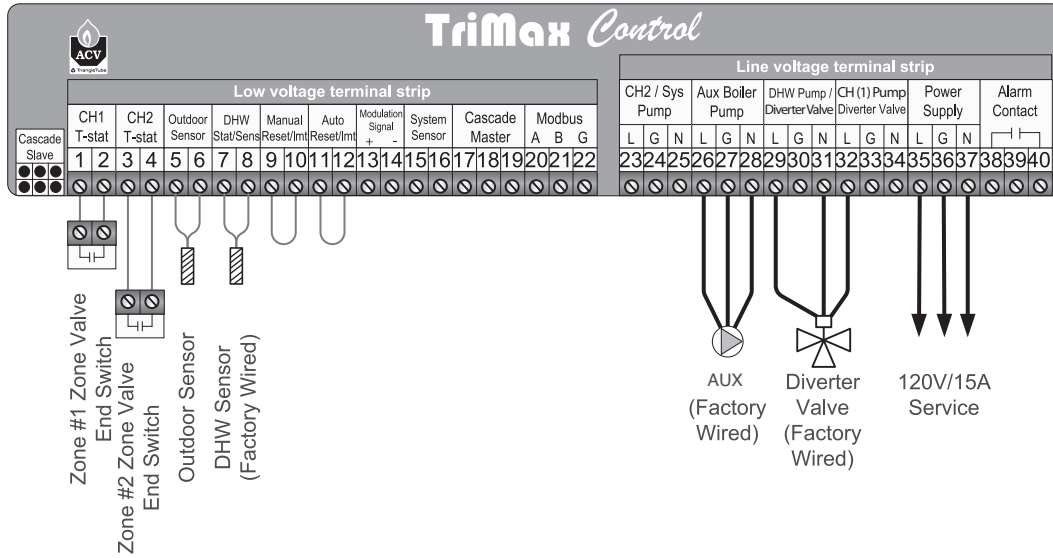 TriMax Control
ACV
TriangleTube
Low voltage terminal strip
Line voltage terminal strip
Cascade
Slave
CH1
T-stat
CH2
T-stat
Outdoor
Sensor
DHW
Stat/Sens
Manual
Reset/lmt
Auto
Reset/lmt
Modulation
Signal
+ -
System
Sensor
Cascade
Master
Modbus
A B G
CH2 / Sys
Pump
L G N
Aux Boiler
Pump
L G N
DHW Pump /
Diverter Valve
L G N
CH (1) Pump
Diverter Valve
L G N
Power
Supply
L G N
Alarm
Contact
1 2 3 4 5 6 7 8 9 10 11 12 13 14 15 16 17 18 19 20 21 22
23 24 25 26 27 28 29 30 31 32 33 34 35 36 37 38 39 40
Zone #1 Zone Valve
End Switch
Zone #2 Zone Valve
End Switch
Outdoor Sensor
DHW Sensor
(Factory Wired)
AUX
(Factory
Wired)
Diverter
Valve
(Factory
Wired)
120V/15A
Service